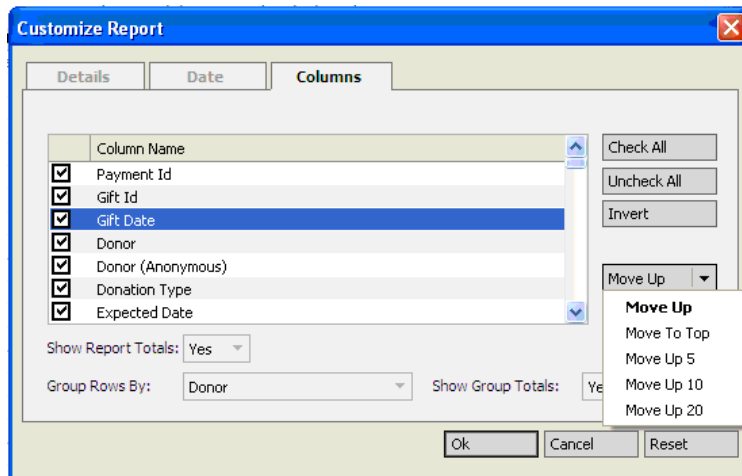 Customize Report
Details Date Columns
Column Name
Payment Id
Gift Id
Gift Date
Donor
Donor (Anonymous)
Donation Type
Expected Date
Check All
Uncheck All
Invert
Move Up
Move Up
Move To Top
Move Up 5
Move Up 10
Move Up 20
Show Report Totals: Yes
Group Rows By: Donor Show Group Totals: Ye
Ok Cancel Reset